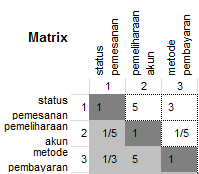 Matrix
status pemesanan
pemeliharaan akun
metode pembayaran
1 2 3
status pemesanan 1 1 5 3
pemeliharaan akun 2 1/5 1 1/5
metode pembayaran 3 1/3 5 1